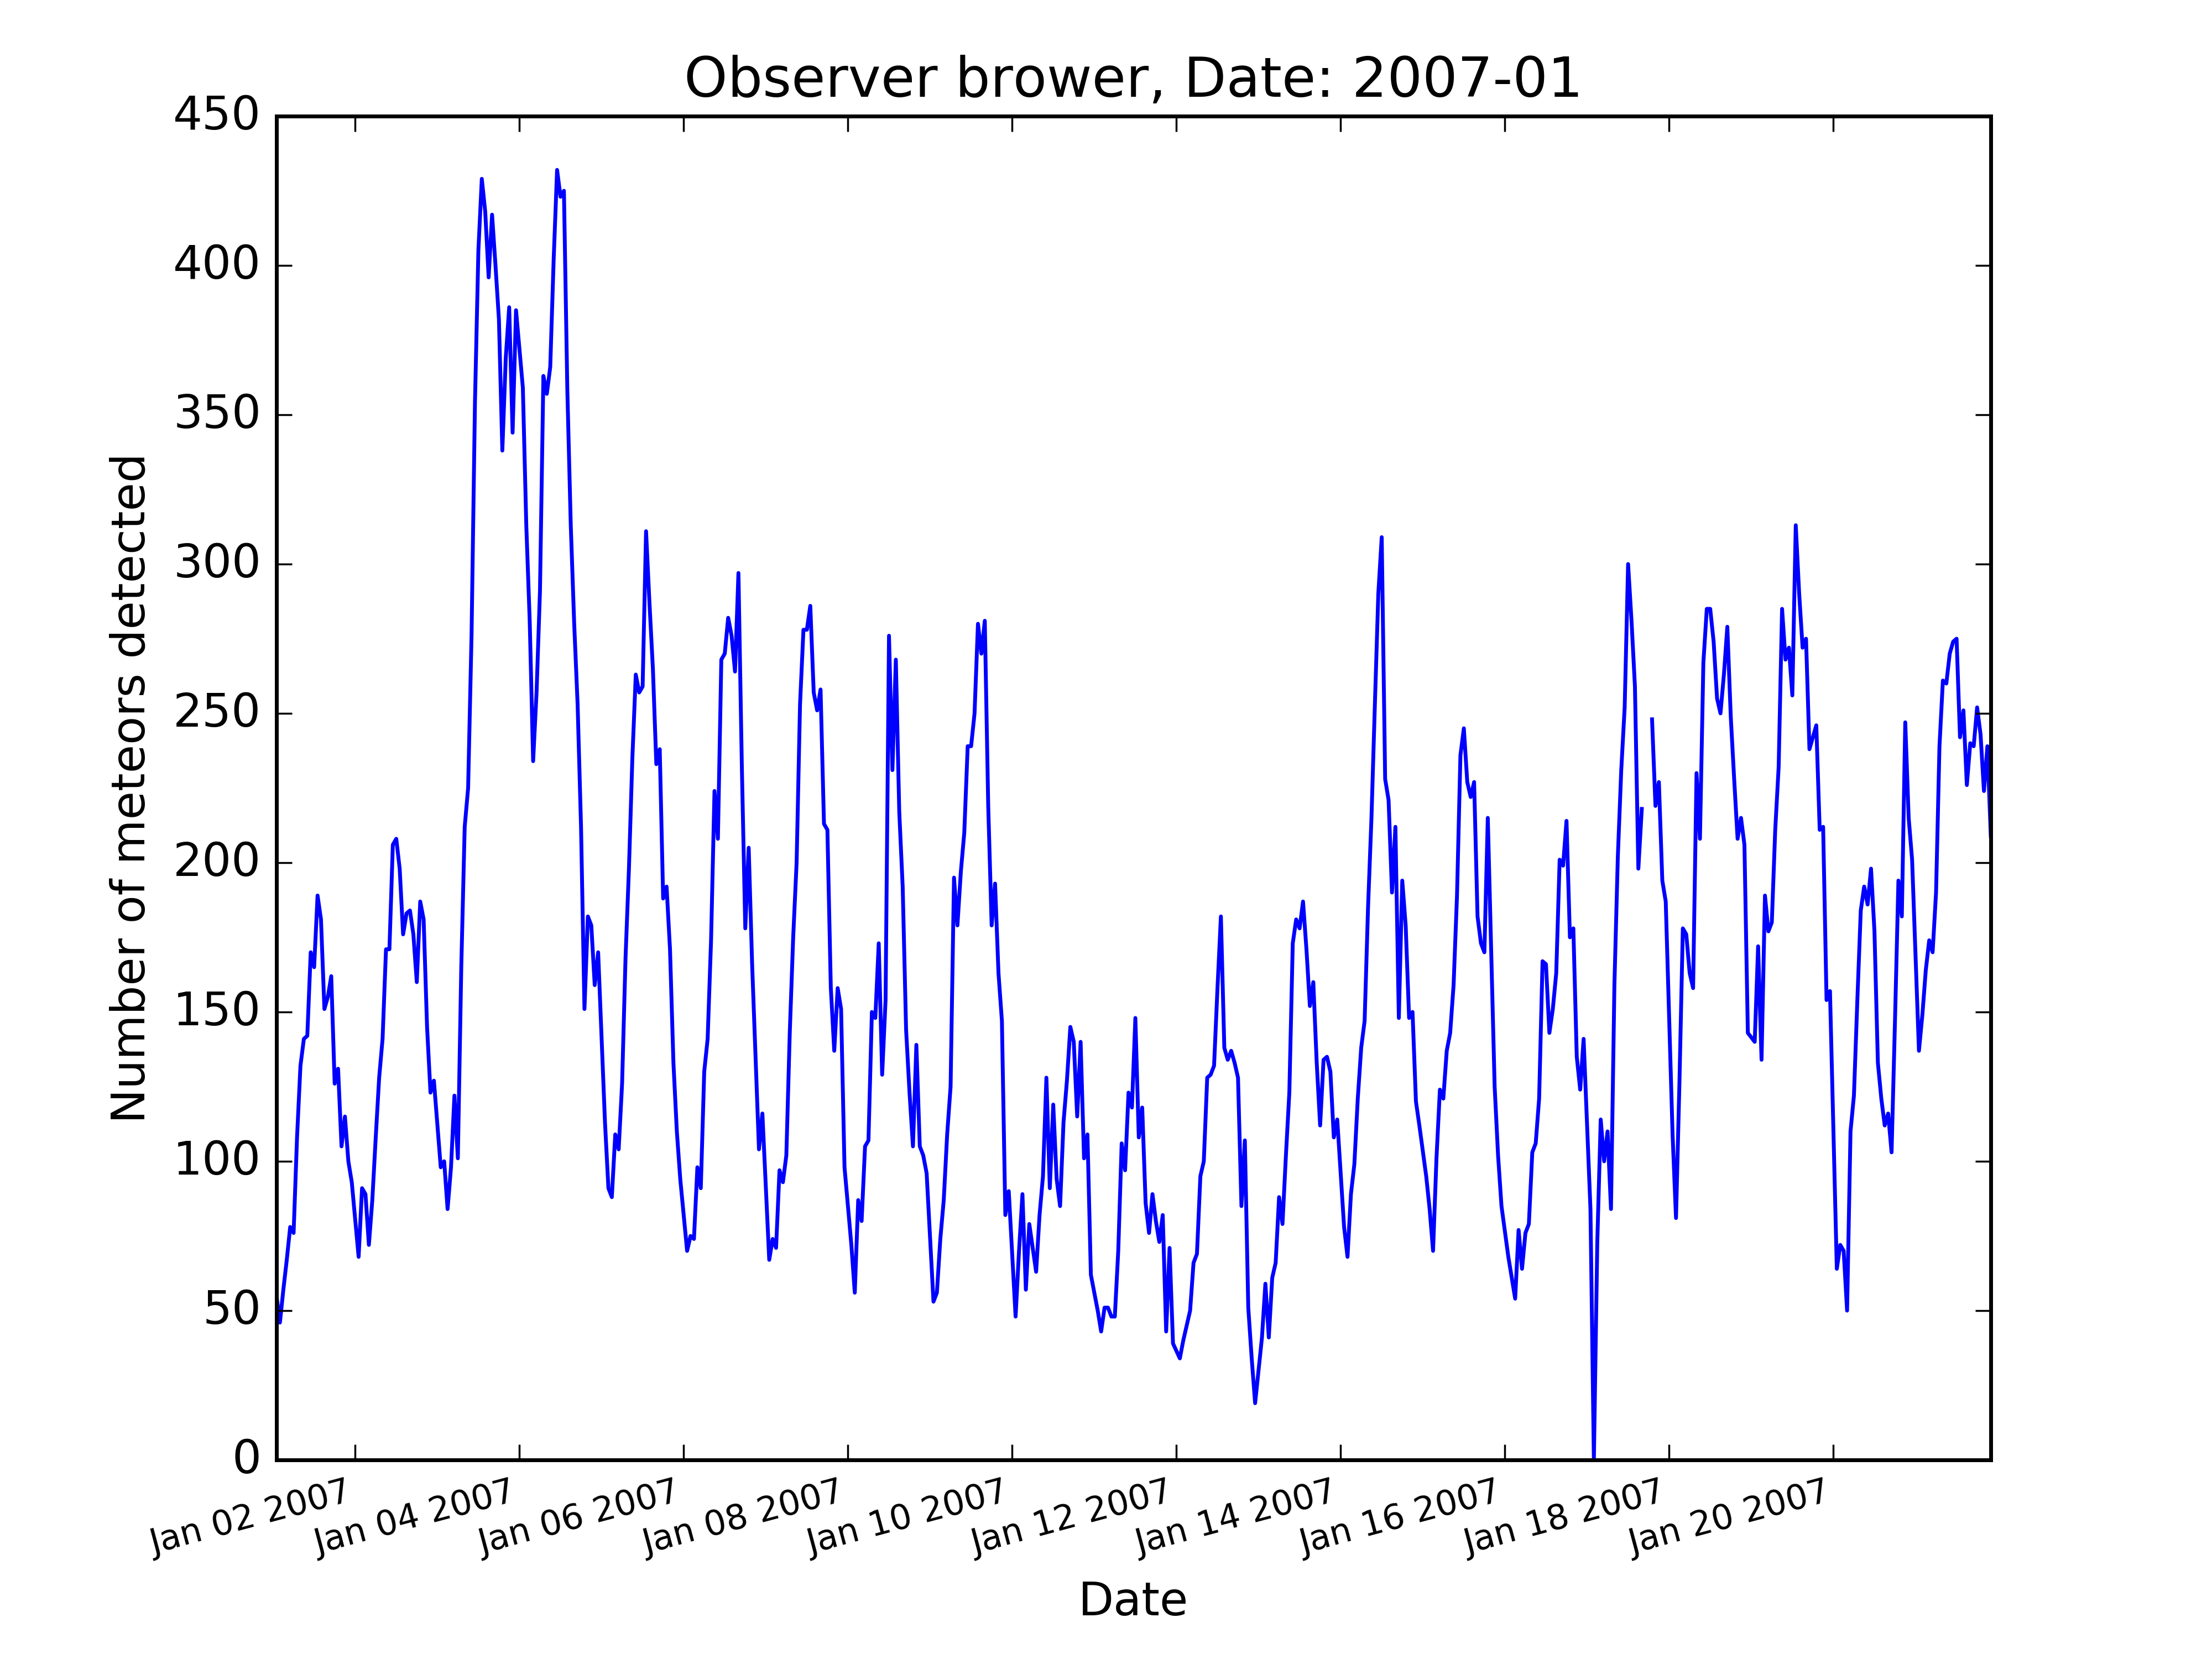 Observer brower, Date: 2007-01
450
400
350
300
250
200
150
100
50
0
Number of meteors detected
Jan 02 2007
Jan 04 2007
Jan 06 2007
Jan 08 2007
Jan 10 2007
Jan 12 2007
Jan 14 2007
Jan 16 2007
Jan 18 2007
Jan 20 2007
Date